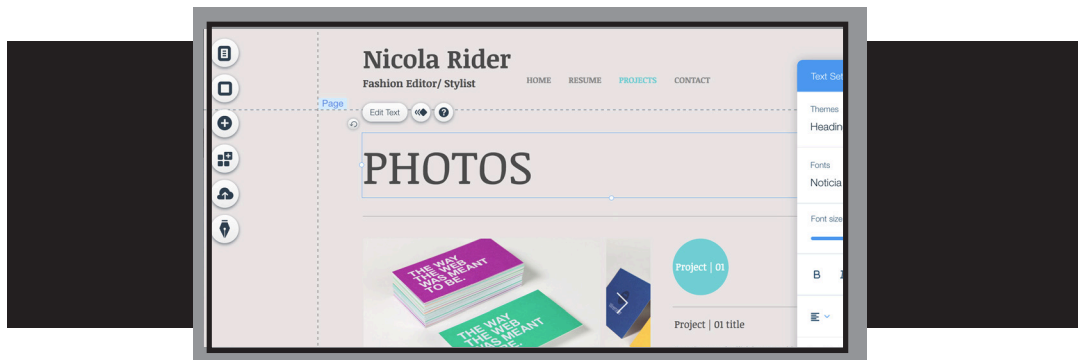 Nicola Rider
Fashion Editor/ Stylist
HOME RESUME PROJECTS CONTACT
Page
Edit Text
?
PHOTOS
Text Set
Themes
Headin
Fonts
Noticia
Font size
B
THE WAY
THE WEB
WAS MEANT
TO BE.
THE WAY
THE WEB
WAS MEANT
Project | 01
Project | 01 title